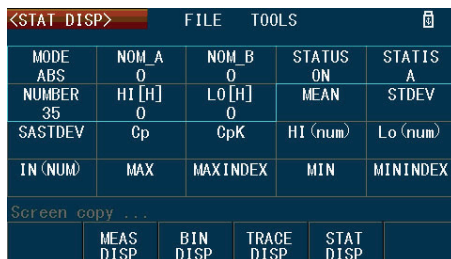 <STAT DISP> FILE TOOLS
MODE NOM_A NOM_B STATUS STATIS
ABS 0 0 ON A
NUMBER HI[H] LO[H] MEAN STDEV
35 0 0
SASTDEV Cp CpK HI(num) Lo(num)
IN(NUM) MAX MAXINDEX MIN MININDEX
Screen copy ...
MEAS BIN TRACE STAT
DISP DISP DISP DISP